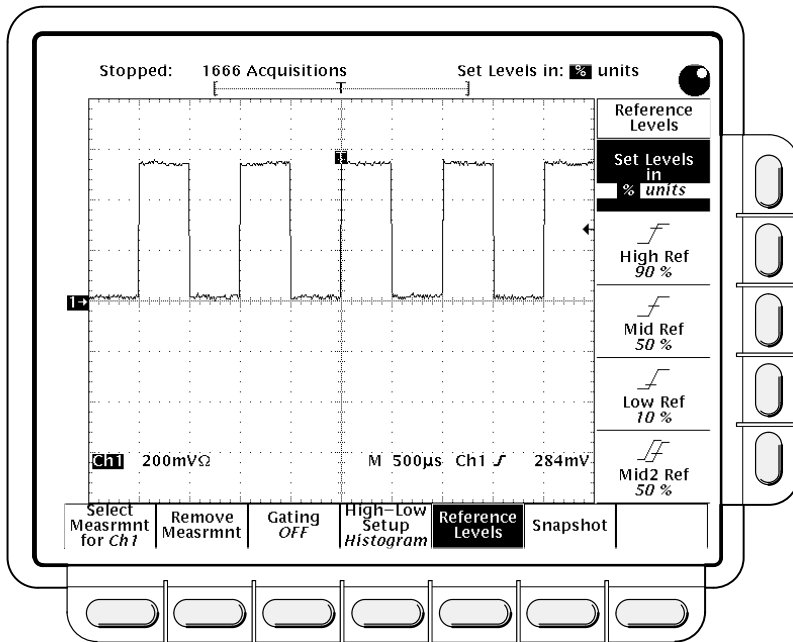 Stopped: 1666 Acquisitions
Set Levels in: % units
T
T
1
Ch1 200mVΩ M 500µs Ch1 284mV
Reference
Levels
Set Levels
in
% units
High Ref
90 %
Mid Ref
50 %
Low Ref
10 %
Mid2 Ref
50 %
Select
Measrmnt
for Ch1
Remove
Measrmnt
Gating
OFF
High–Low
Setup
Histogram
Reference
Levels
Snapshot